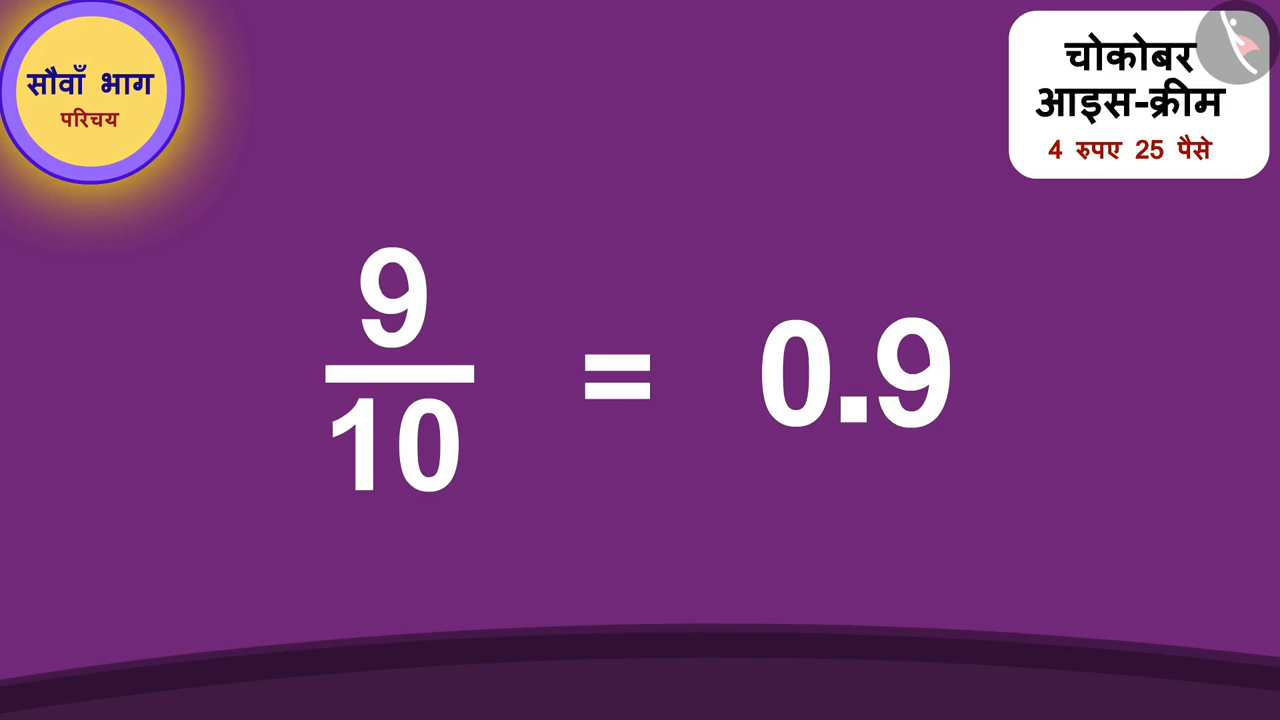 सौवाँ भाग
परिचय
चोकोबर
आइस-क्रीम
4 रुपए 25 पैसे
9
10
= 0.9